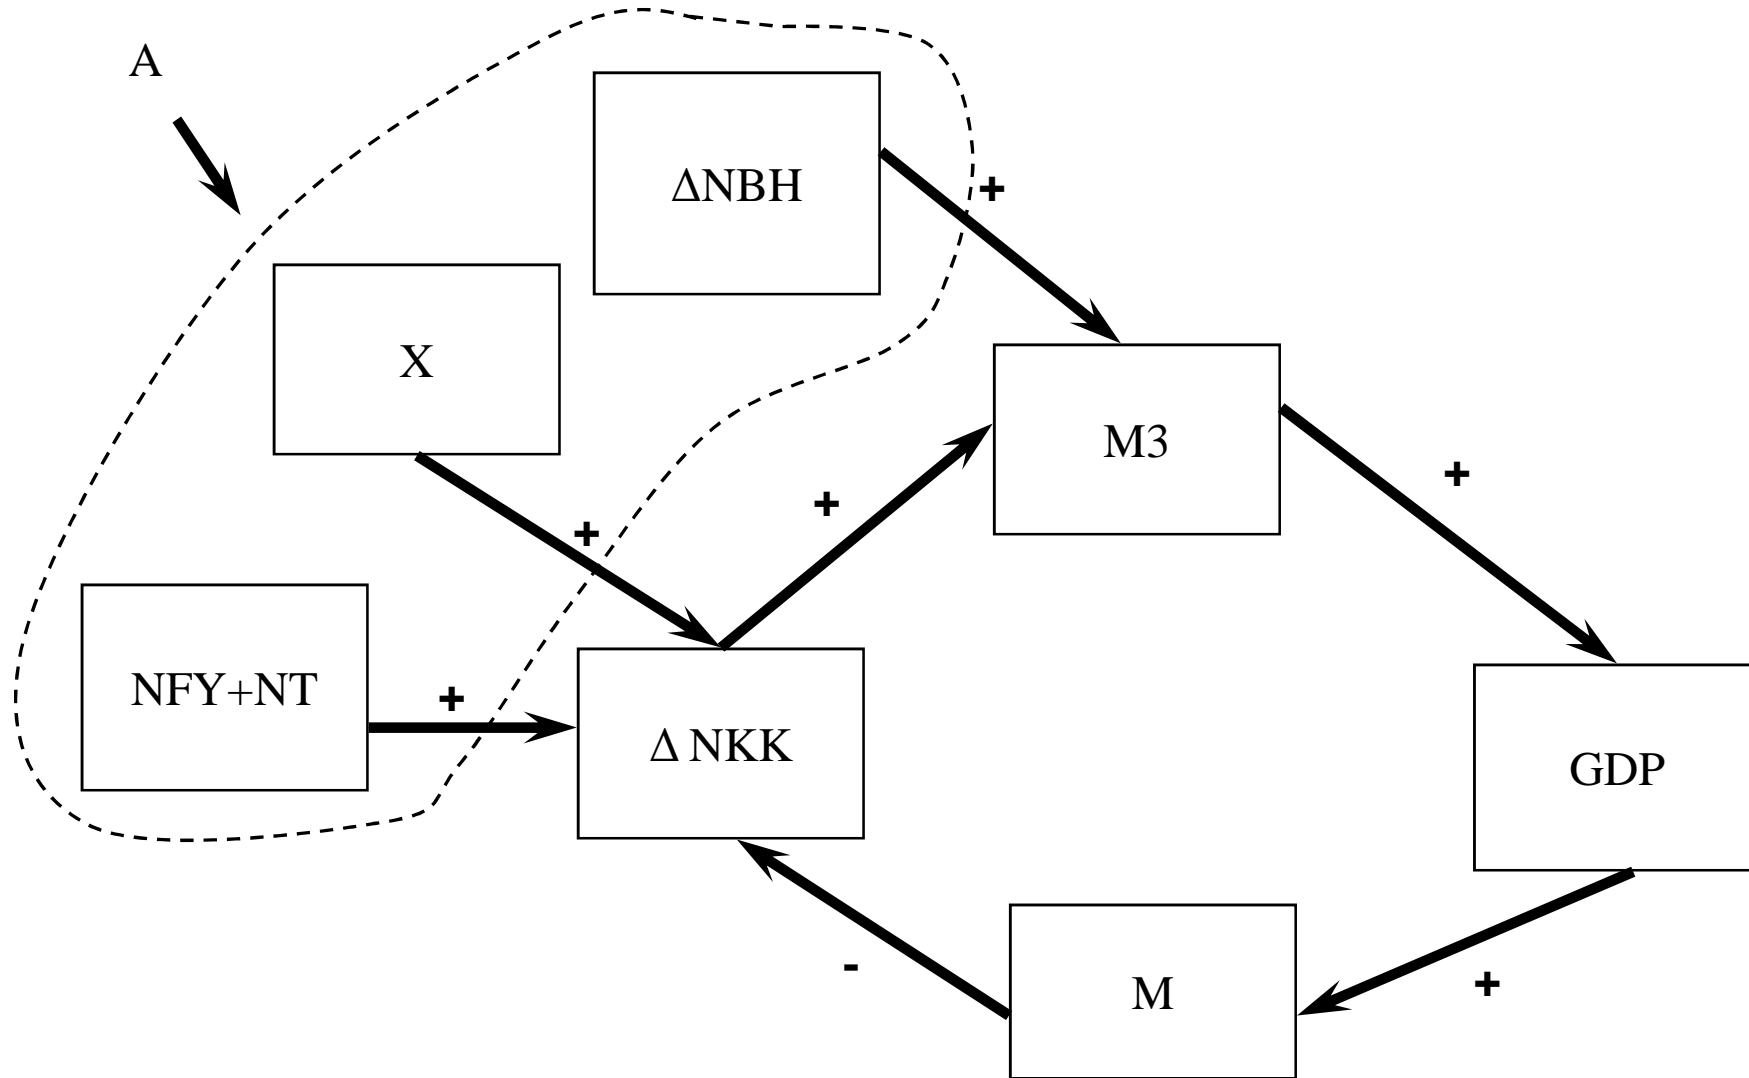 A
ΔNBH
+
X
M3
+
+
+
NFY+NT
+
Δ NKK
GDP
-
M
+